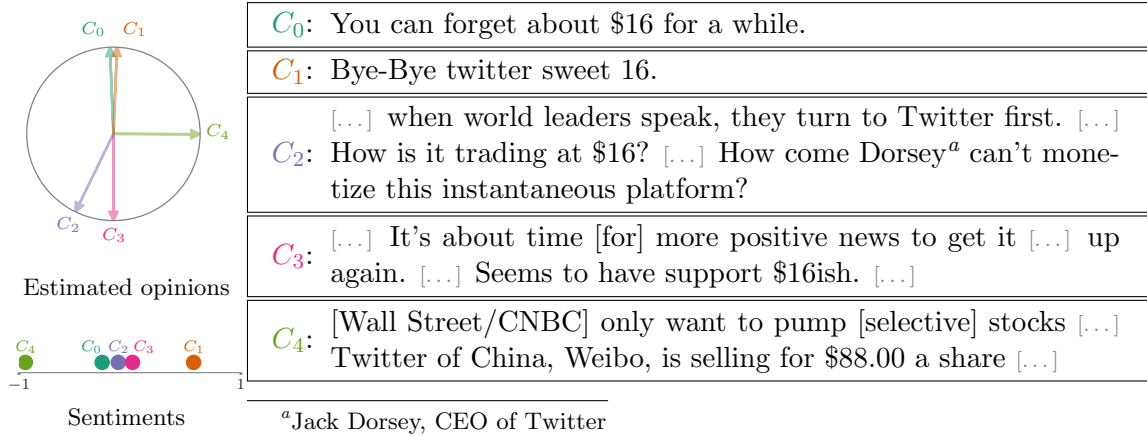 C0 C1
C4
C2
C3
Estimated opinions
C4 C0 C2 C3 C1
−1 1
Sentiments
C0: You can forget about $16 for a while.
C1: Bye-Bye twitter sweet 16.
[...] when world leaders speak, they turn to Twitter first. [...]
C2: How is it trading at $16? [...] How come Dorseya can't mone-
tize this instantaneous platform?
[...] It's about time [for] more positive news to get it [...] up
C3:
again. [...] Seems to have support $16ish. [...]
[Wall Street/CNBC] only want to pump [selective] stocks [...]
C4:
Twitter of China, Weibo, is selling for $88.00 a share [...]
aJack Dorsey, CEO of Twitter